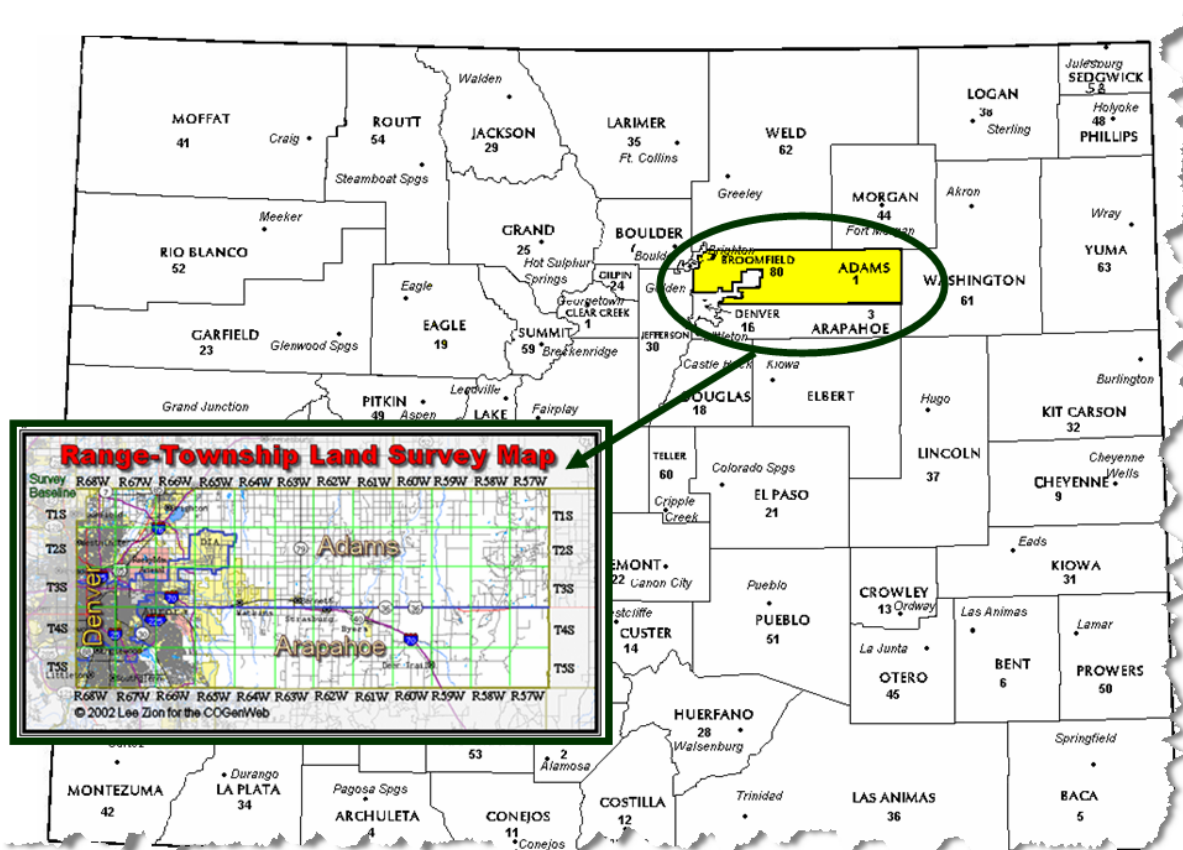 Walden
Julesburg
SEDGWICK
58
LOGAN
38
Sterling
Holyoke
48
PHILLIPS
MOFFAT
41
Craig
ROUTT
54
Steamboat Spgs
JACKSON
29
LARIMER
35
Ft. Collins
WELD
62
Greeley
MORGAN
44
Fort Morgan
Akron
WASHINGTON
61
Wray
YUMA
63
Meeker
RIO BLANCO
52
GRAND
25
Hot Sulphur
Springs
BOULDER
Brighton
BROOMFIELD
80
ADAMS
1
GILPIN
24
Golden
Georgetown
CLEAR CREEK
1
Eagle
EAGLE
19
SUMMIT
59
Breckenridge
JEFFERSON
30
DENVER
16
3
ARAPAHOE
GARFIELD
23
Glenwood Spgs
Castle Rock
DOUGLAS
18
Kiowa
ELBERT
Hugo
LINCOLN
37
Burlington
KIT CARSON
32
Grand Junction
PITKIN
49
Aspen
Leadville
LAKE
Fairplay
TELLER
60
Cripple
Creek
Colorado Spgs
EL PASO
21
Cheyenne
Wells
CHEYENNE
9
Range-Township Land Survey Map
Survey
Baseline
R68W R67W R66W R65W R64W R63W R62W R61W R60W R59W R58W R57W
T1S
T1S
T2S
T2S
DIA
Adams
T3S
T3S
Denver
Watkins
Strasburg
Byers
T4S
T4S
Arapahoe
Deer Trail
T5S
T5S
Littleton
R68W R67W R66W R65W R64W R63W R62W R61W R60W R59W R58W R57W
© 2002 Lee Zion for the COGenWeb
EMONT
22
Canon City
Pueblo
PUEBLO
51
Eads
KIOWA
31
CROWLEY
13
Ordway
stcliffe
CUSTER
14
Las Animas
BENT
6
Lamar
PROWERS
50
La Junta
OTERO
45
HUERFANO
28
Walsenburg
Springfield
BACA
5
MONTEZUMA
42
Durango
LA PLATA
34
Pagosa Spgs
ARCHULETA
4
53
2
Alamosa
CONEJOS
11
Conejos
COSTILLA
12
Trinidad
LAS ANIMAS
36